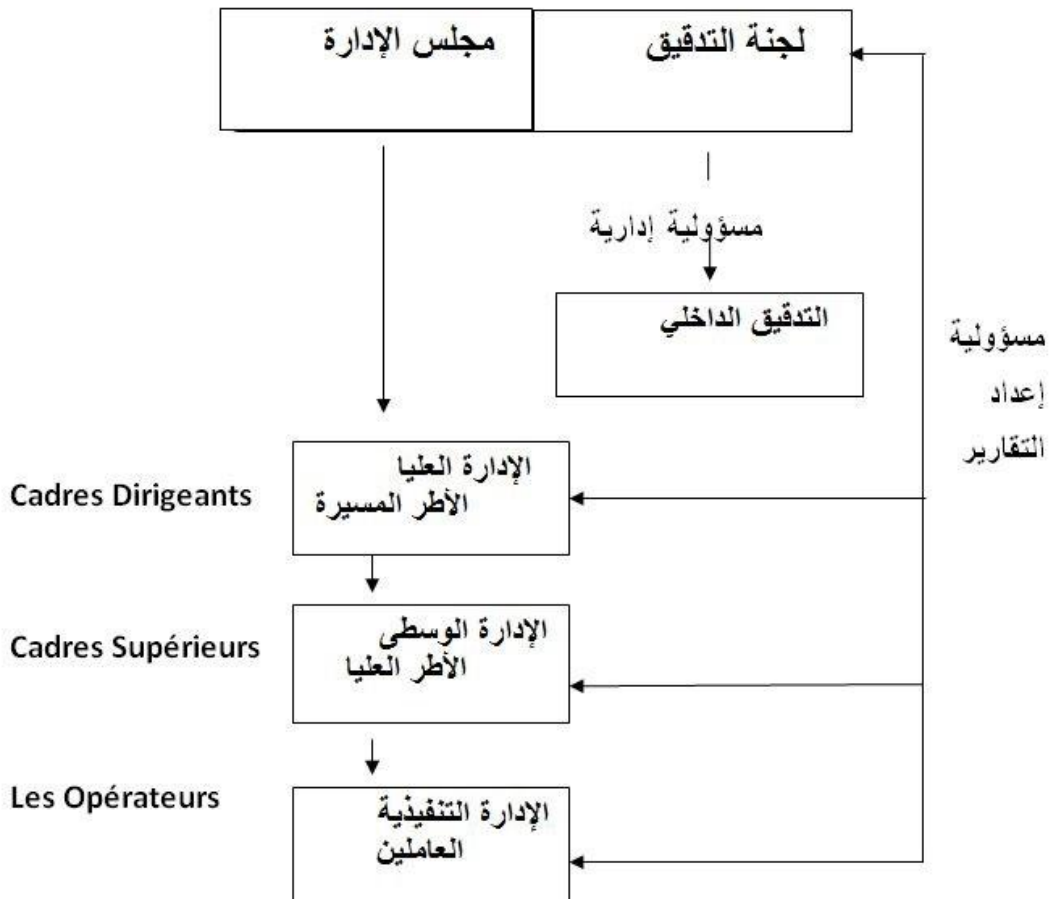 مجلس الإدارة
لجنة التدقيق
مسؤولية إدارية
التدقيق الداخلي
مسؤولية
إعداد
التقارير
Cadres Dirigeants
الإدارة العليا
الأطر المسيرة
Cadres Supérieurs
الإدارة الوسطى
الأطر العليا
Les Opérateurs
الإدارة التنفيذية
العاملين